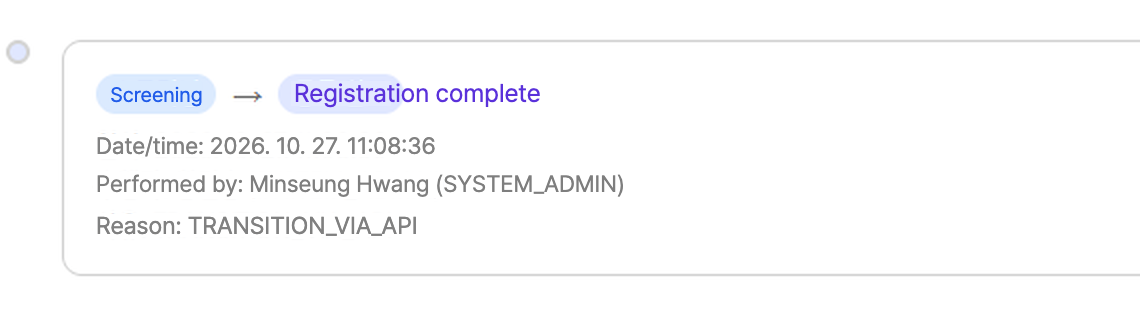 Screening → Registration complete
Date/time: 2026. 10. 27. 11:08:36
Performed by: Minseung Hwang (SYSTEM_ADMIN)
Reason: TRANSITION_VIA_API